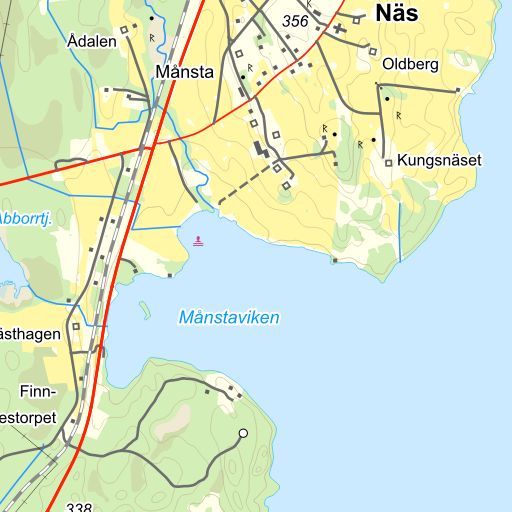 Näs
356
Ådalen
Oldberg
Månsta
R
R
R
R
R
R
R
Kungsnäset
Abborrtj.
Månstaviken
ästhagen
Finn-
estorpet
338